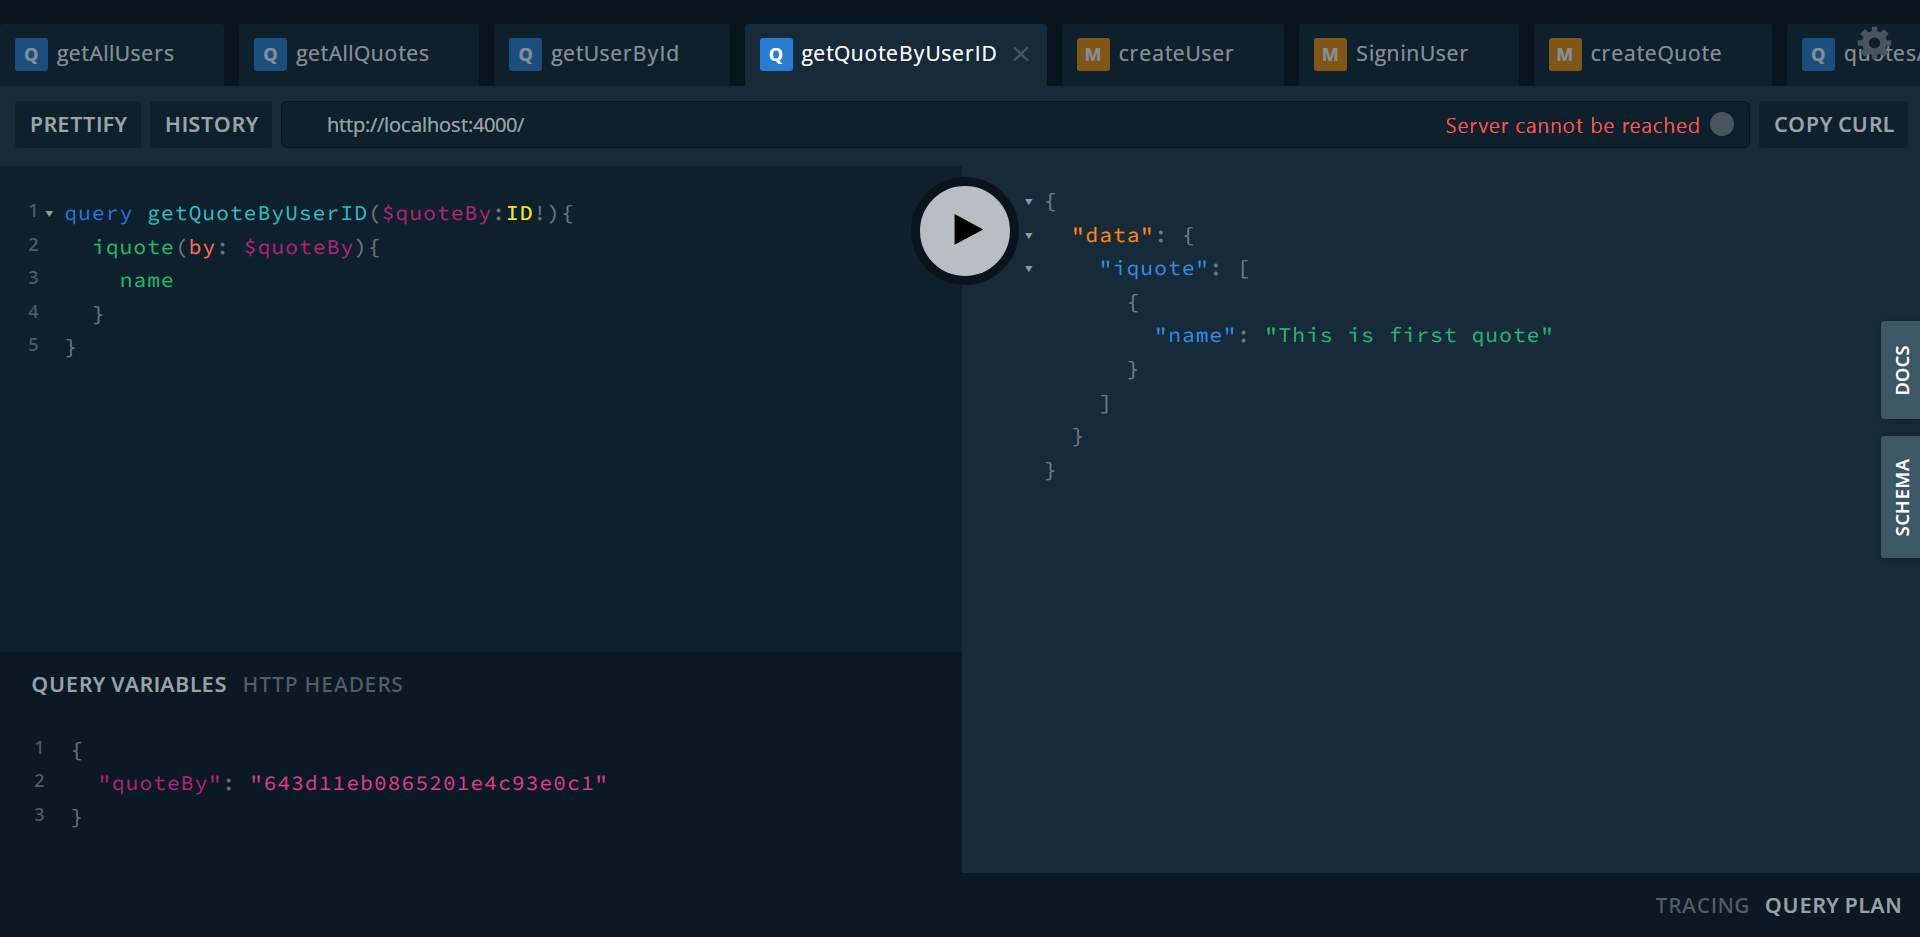 Q getAllUsers Q getAllQuotes Q getUserById Q getQuoteByUserID M createUser M SigninUser M createQuote Q
PRETTIFY HISTORY http://localhost:4000/ Server cannot be reached COPY CURL
1 query getQuoteByUserID($quoteBy:ID!){
2 iquote(by: $quoteBy){
3 name
4 }
5 }
QUERY VARIABLES HTTP HEADERS
1 {
2 "quoteBy": "643d11eb0865201e4c93e0c1"
3 }
{
"data": {
"iquote": [
{
"name": "This is first quote"
}
]
}
}
DOCS
SCHEMA
TRACING QUERY PLAN